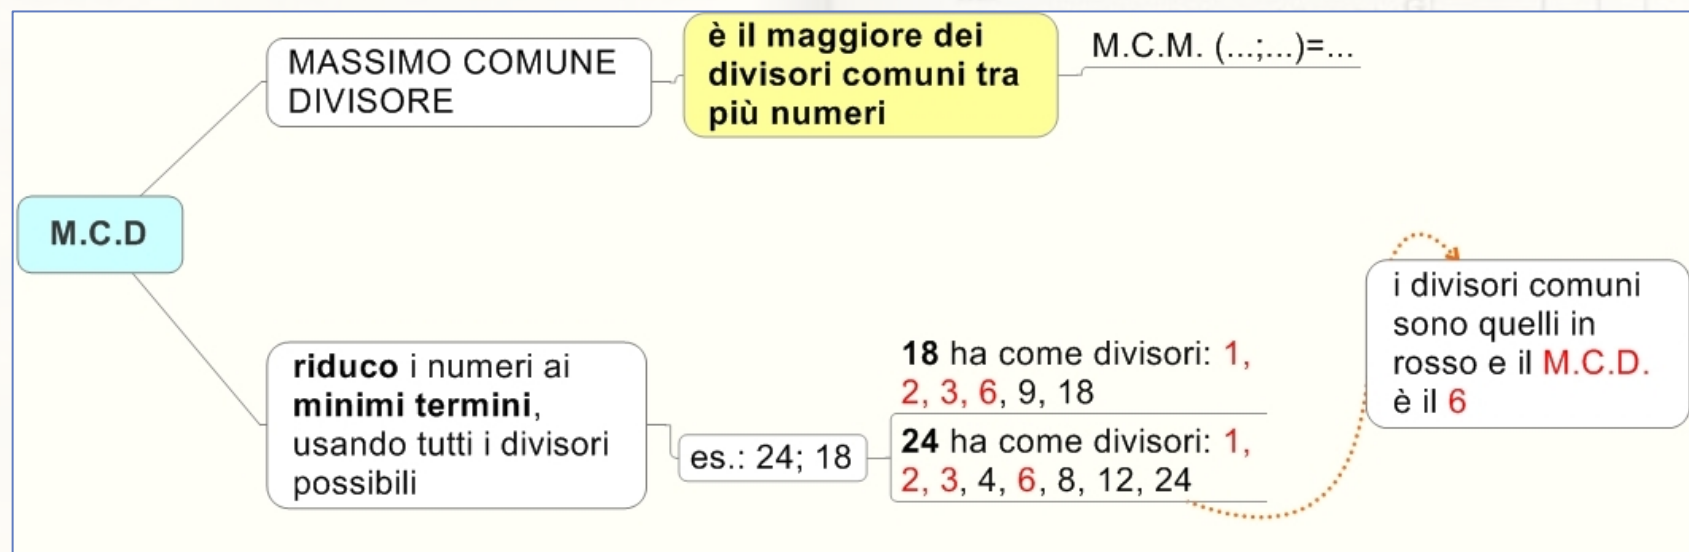 MASSIMO COMUNE
DIVISORE
è il maggiore dei
divisori comuni tra
più numeri
M.C.M. (...;...)=...
M.C.D
riduco i numeri ai
minimi termini,
usando tutti i divisori
possibili
es.: 24; 18
18 ha come divisori: 1,
2, 3, 6, 9, 18
24 ha come divisori: 1,
2, 3, 4, 6, 8, 12, 24
i divisori comuni
sono quelli in
rosso e il M.C.D.
è il 6